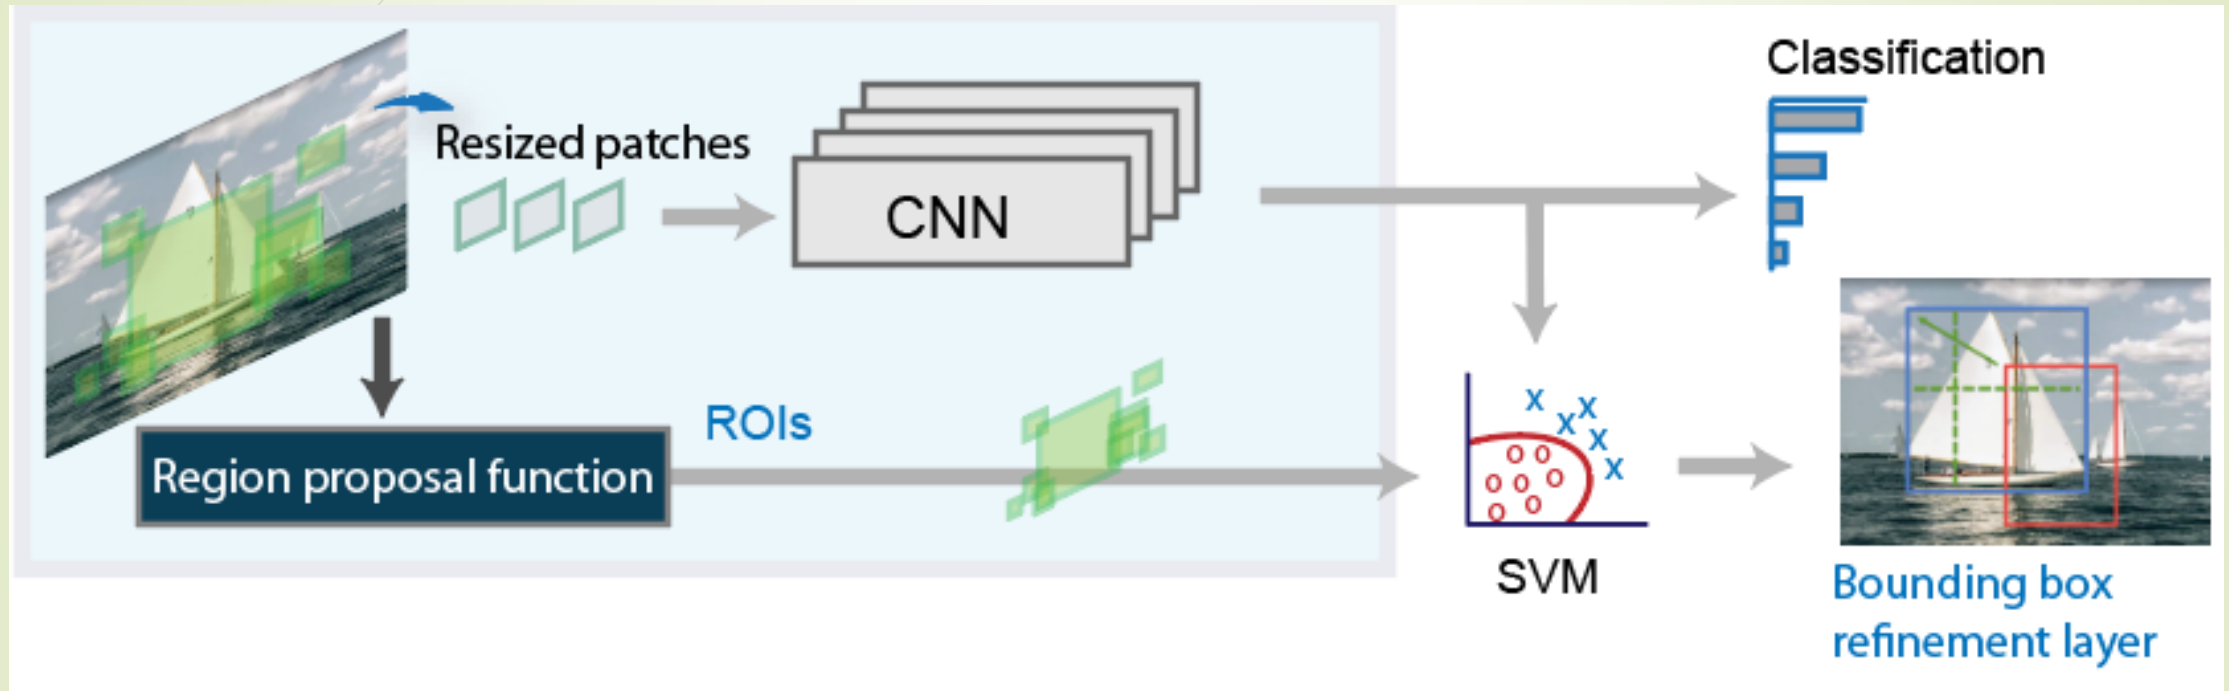 Classification
Resized patches
CNN
ROIs
Region proposal function
x
x
x
x
x
o o
o o o
o o
SVM
Bounding box
refinement layer